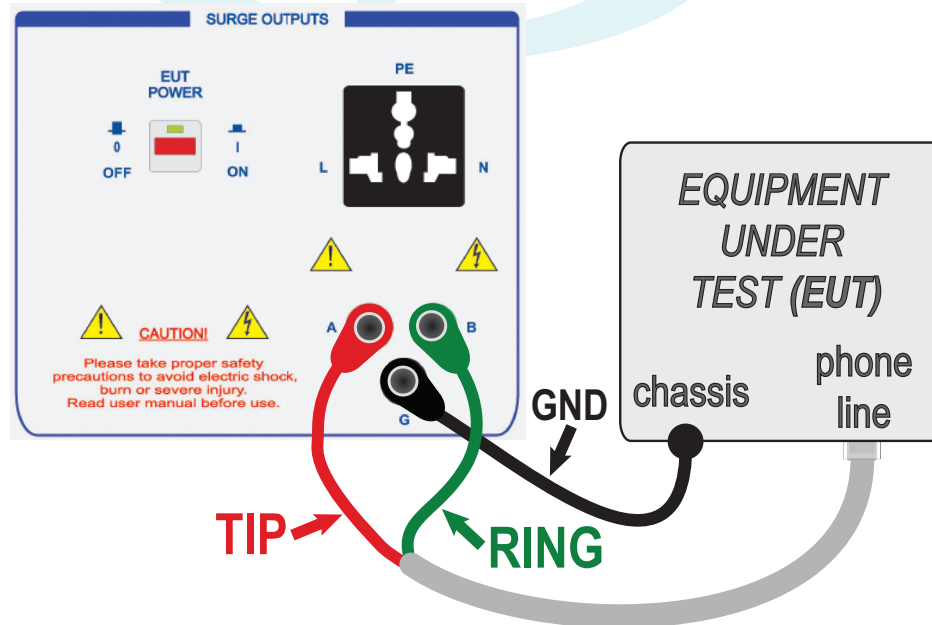 SURGE OUTPUTS
EUT
POWER
0
OFF
I
ON
PE
L
N
CAUTION!
Please take proper safety
precautions to avoid electric shock,
burn or severe injury.
Read user manual before use.
A
B
G
EQUIPMENT
UNDER
TEST (EUT)
chassis
phone
line
GND
TIP
RING